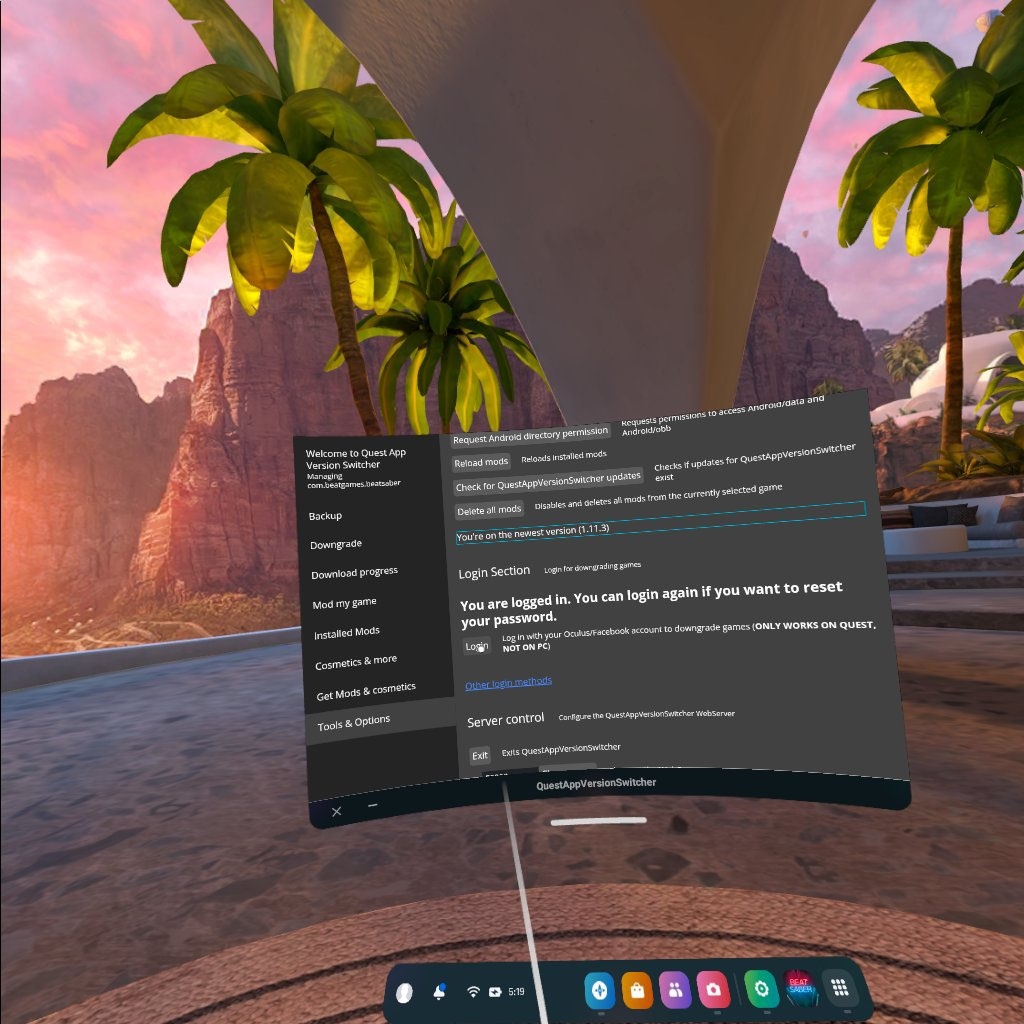 Welcome to Quest App
Version Switcher
Managing
com.beatgames.beatsaber
Backup
Downgrade
Download progress
Mod my game
Installed Mods
Cosmetics & more
Get Mods & cosmetics
Tools & Options
Request Android directory permission
Requests permissions to access Android/data and
Android/obb
Reload mods
Reloads installed mods
Check for QuestAppVersionSwitcher updates
Checks if updates for QuestAppVersionSwitcher
exist
Delete all mods
Disables and deletes all mods from the currently selected game
You're on the newest version (1.11.3)
Login Section
Login for downgrading games
You are logged in. You can login again if you want to reset
your password.
Login
Log in with your Oculus/Facebook account to downgrade games (ONLY WORKS ON QUEST,
NOT ON PC)
Other login methods
Server control
Configure the QuestAppVersionSwitcher WebServer
Exit
Exits QuestAppVersionSwitcher
QuestAppVersionSwitcher
5:19
BEAT
SABER